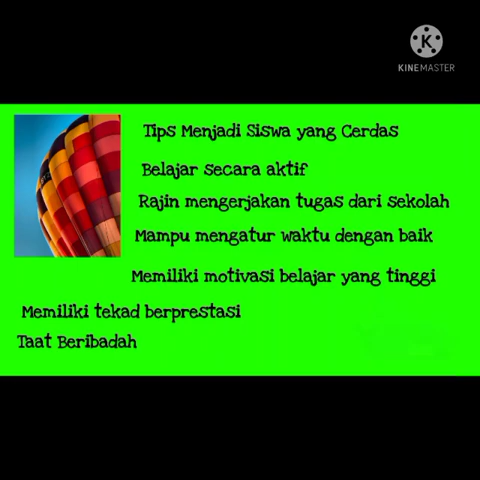 KINEMASTER
Tips Menjadi Siswa yang Cerdas
Belajar secara aktif
Rajin mengerjakan tugas dari sekolah
Mampu mengatur waktu dengan baik
Memiliki motivasi belajar yang tinggi
Memiliki tekad berprestasi
Taat Beribadah